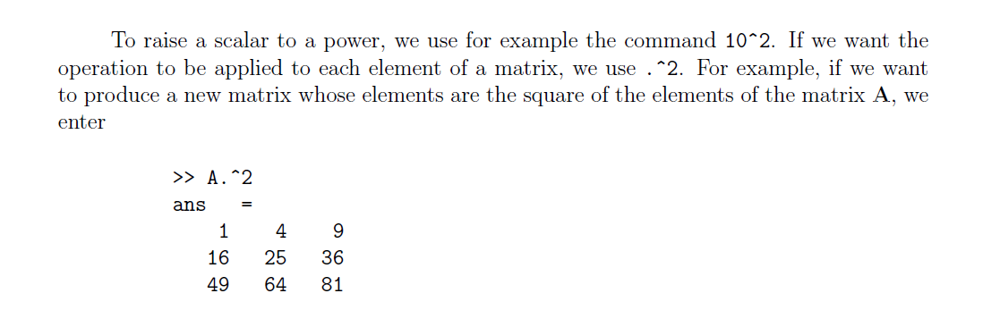 To raise a scalar to a power, we use for example the command 10^2. If we want the
operation to be applied to each element of a matrix, we use .^2. For example, if we want
to produce a new matrix whose elements are the square of the elements of the matrix A, we
enter
>> A.^2
ans =
1 4 9
16 25 36
49 64 81